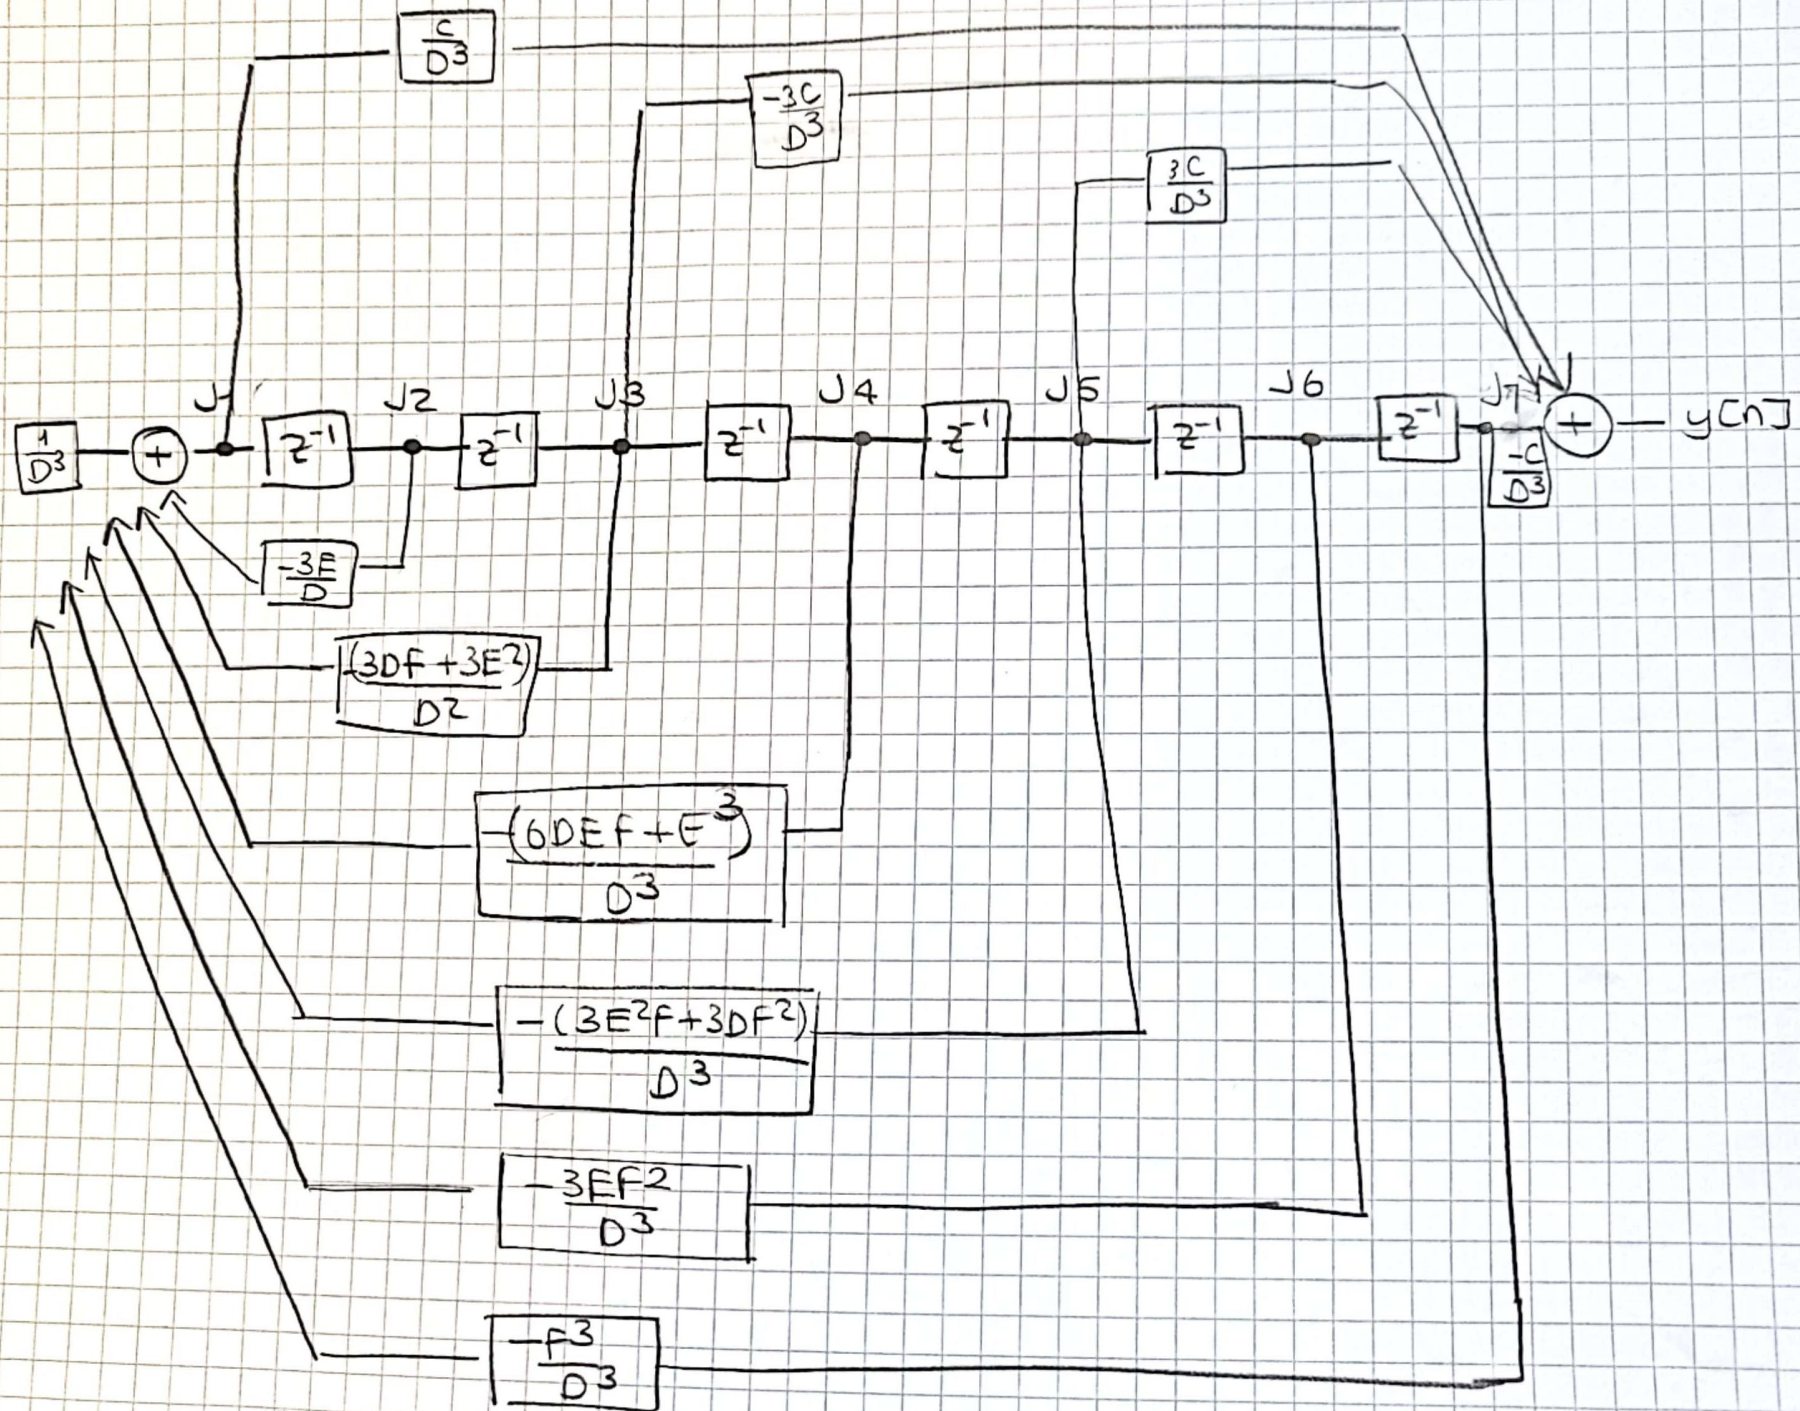 C/D³
-3C/D³
3C/D³
J1 J2 J3 J4 J5 J6 J7
1/D³ + z⁻¹ z⁻¹ z⁻¹ z⁻¹ z⁻¹ z⁻¹ + y[n]
-C/D³
-3E/D
-(3DF+3E²)/D²
-(6DEF+E³)/D³
-(3E²F+3DF²)/D³
-3EF²/D³
-F³/D³